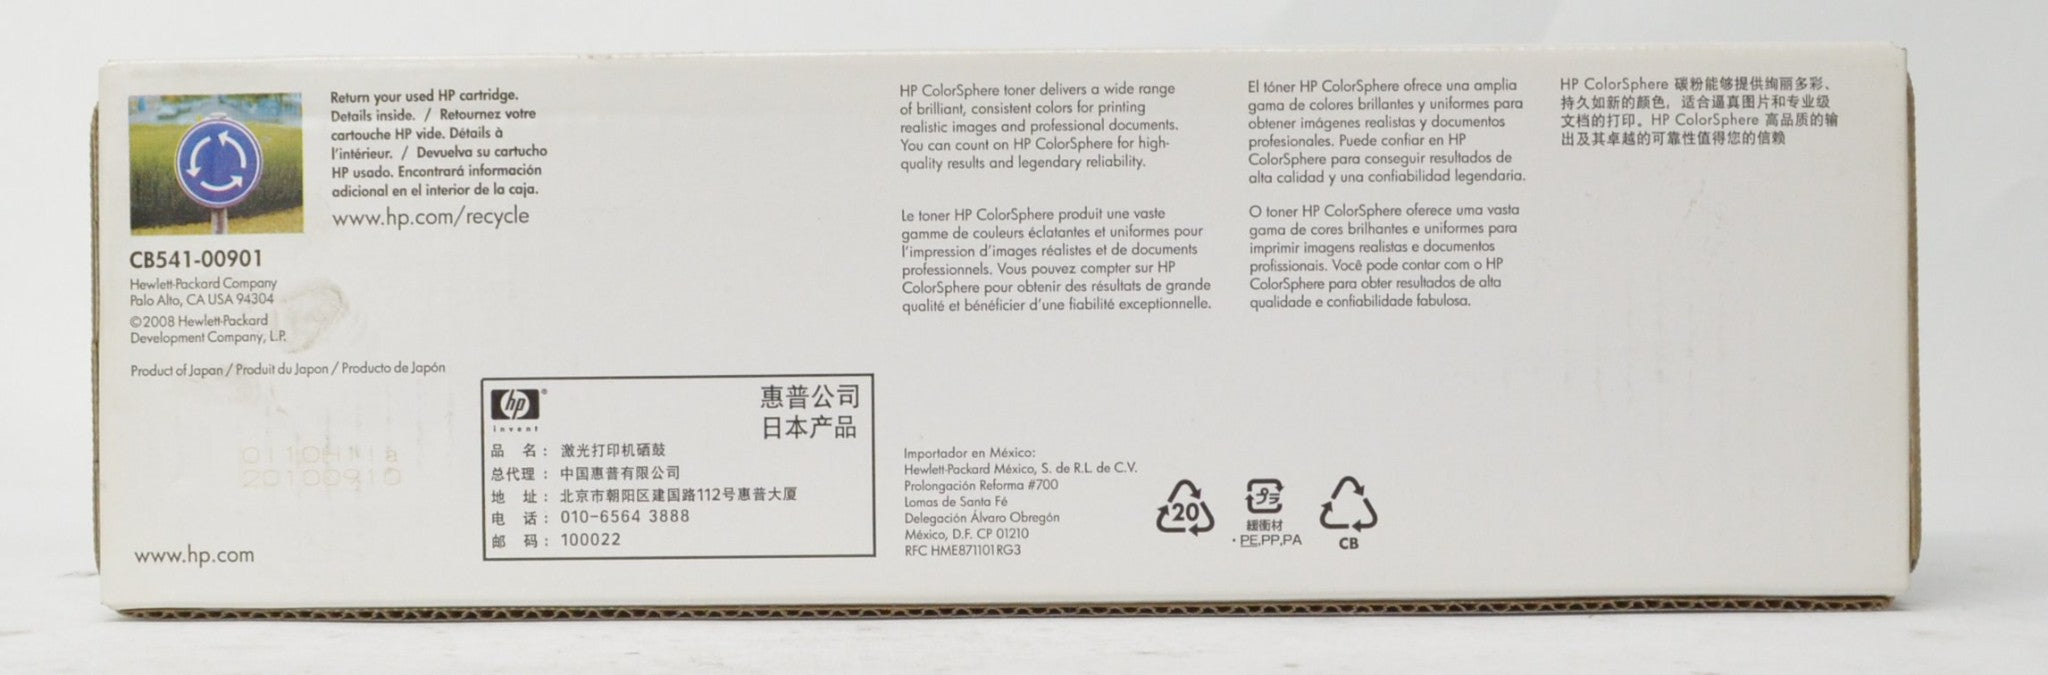 Return your used HP cartridge.
Details inside. / Retournez votre
cartouche HP vide. Détails à
l'intérieur. / Devuelva su cartucho
HP usado. Encontrará información
adicional en el interior de la caja.
www.hp.com/recycle
CB541-00901
Hewlett-Packard Company
Palo Alto, CA USA 94304
©2008 Hewlett-Packard
Development Company, L.P.
Product of Japan / Produit du Japon / Producto de Japón
20100910
www.hp.com
hp®
invent
惠普公司
日本产品
品 名: 激光打印机硒鼓
总代理: 中国惠普有限公司
地 址: 北京市朝阳区建国路112号惠普大厦
电 话: 010-6564 3888
邮 码: 100022
HP ColorSphere toner delivers a wide range
of brilliant, consistent colors for printing
realistic images and professional documents.
You can count on HP ColorSphere for high-
quality results and legendary reliability.
Le toner HP ColorSphere produit une vaste
gamme de couleurs éclatantes et uniformes pour
l'impression d'images réalistes et de documents
professionnels. Vous pouvez compter sur HP
ColorSphere pour obtenir des résultats de grande
qualité et bénéficier d'une fiabilité exceptionnelle.
El tóner HP ColorSphere ofrece una amplia
gama de colores brillantes y uniformes para
obtener imágenes realistas y documentos
profesionales. Puede confiar en HP
ColorSphere para conseguir resultados de
alta calidad y una confiabilidad legendaria.
O toner HP ColorSphere oferece uma vasta
gama de cores brilhantes e uniformes para
imprimir imagens realistas e documentos
profissionais. Você pode contar com o HP
ColorSphere para obter resultados de alta
qualidade e confiabilidade fabulosa.
HP ColorSphere 碳粉能够提供绚丽多彩、
持久如新的颜色，适合逼真图片和专业级
文档的打印。HP ColorSphere 高品质的输
出及其卓越的可靠性值得您的信赖
Importador en México:
Hewlett-Packard México, S. de R.L. de C.V.
Prolongación Reforma #700
Lomas de Santa Fé
Delegación Álvaro Obregón
México, D.F. CP 01210
RFC HME871101RG3
20
プラ
緩衝材
・PE,PP,PA
CB